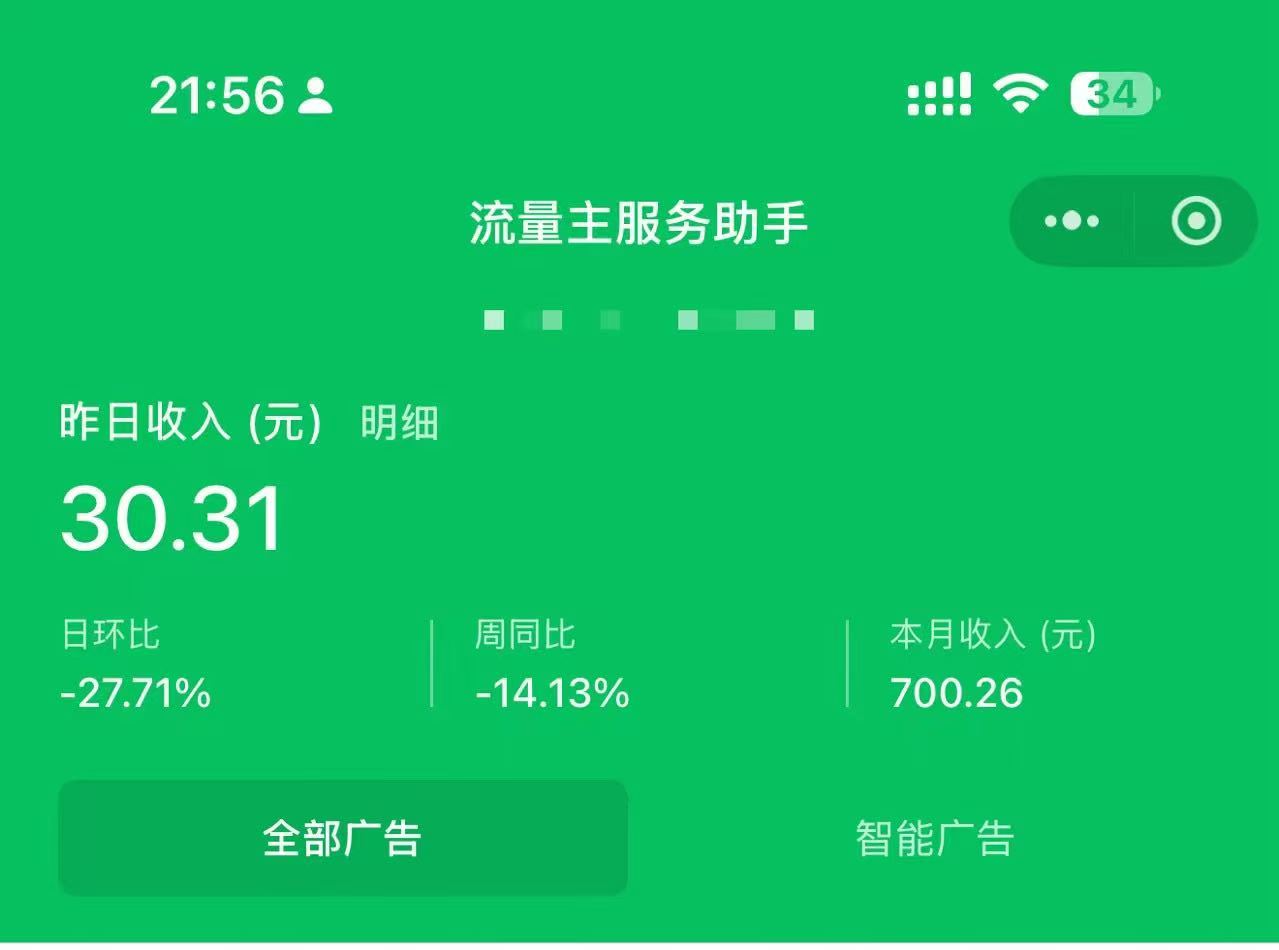 21:56
34
流量主服务助手
昨日收入 (元) 明细
30.31
日环比 周同比 本月收入 (元)
-27.71% -14.13% 700.26
全部广告 智能广告